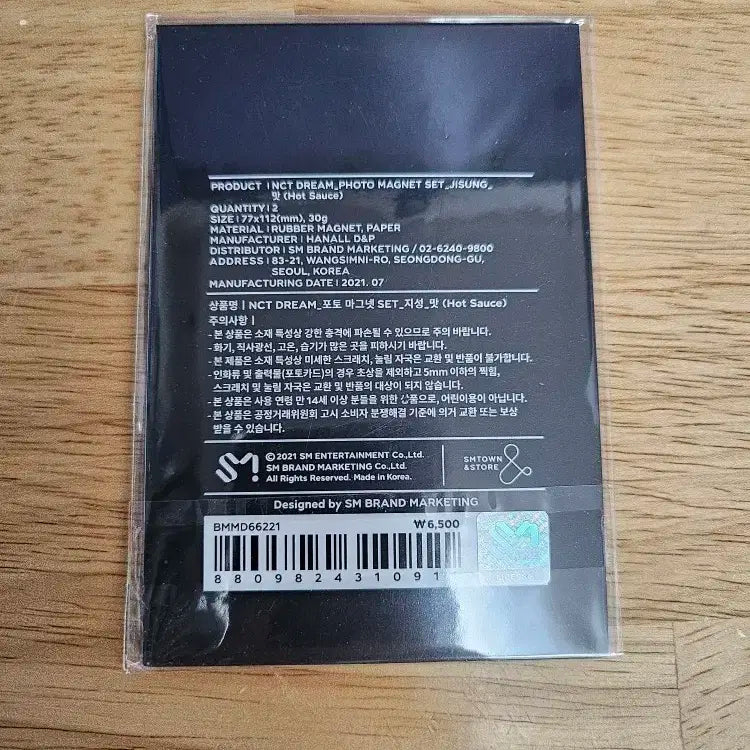 PRODUCT | NCT DREAM_PHOTO MAGNET SET_JISUNG_
맛 (Hot Sauce)
QUANTITY | 2
SIZE | 77x112(mm), 30g
MATERIAL | RUBBER MAGNET, PAPER
MANUFACTURER | HANALL D&P
DISTRIBUTOR | SM BRAND MARKETING / 02-6240-9800
ADDRESS | 83-21, WANGSIMNI-RO, SEONGDONG-GU,
SEOUL, KOREA
MANUFACTURING DATE | 2021. 07
상품명 | NCT DREAM_포토 마그넷 SET_지성_맛 (Hot Sauce)
주의사항 |
- 본 상품은 소재 특성상 강한 충격에 파손될 수 있으므로 주의 바랍니다.
- 화기, 직사광선, 고온, 습기가 많은 곳을 피하시기 바랍니다.
- 본 제품은 소재 특성상 미세한 스크래치, 눌림 자국은 교환 및 반품이 불가합니다.
- 인화류 및 출력물(포토카드)의 경우 초상을 제외하고 5mm 이하의 찍힘,
스크래치 및 눌림 자국은 교환 및 반품의 대상이 되지 않습니다.
- 본 상품은 사용 연령 만 14세 이상 분들을 위한 상품으로, 어린이용이 아닙니다.
- 본 상품은 공정거래위원회 고시 소비자 분쟁해결 기준에 의거 교환 또는 보상
받을 수 있습니다.
SM
© 2021 SM ENTERTAINMENT Co.,Ltd.
SM BRAND MARKETING Co.,Ltd.
All Rights Reserved. Made in Korea.
SMTOWN
&STORE
Designed by SM BRAND MARKETING
BMMD66221 ₩6,500
8 809824 31091